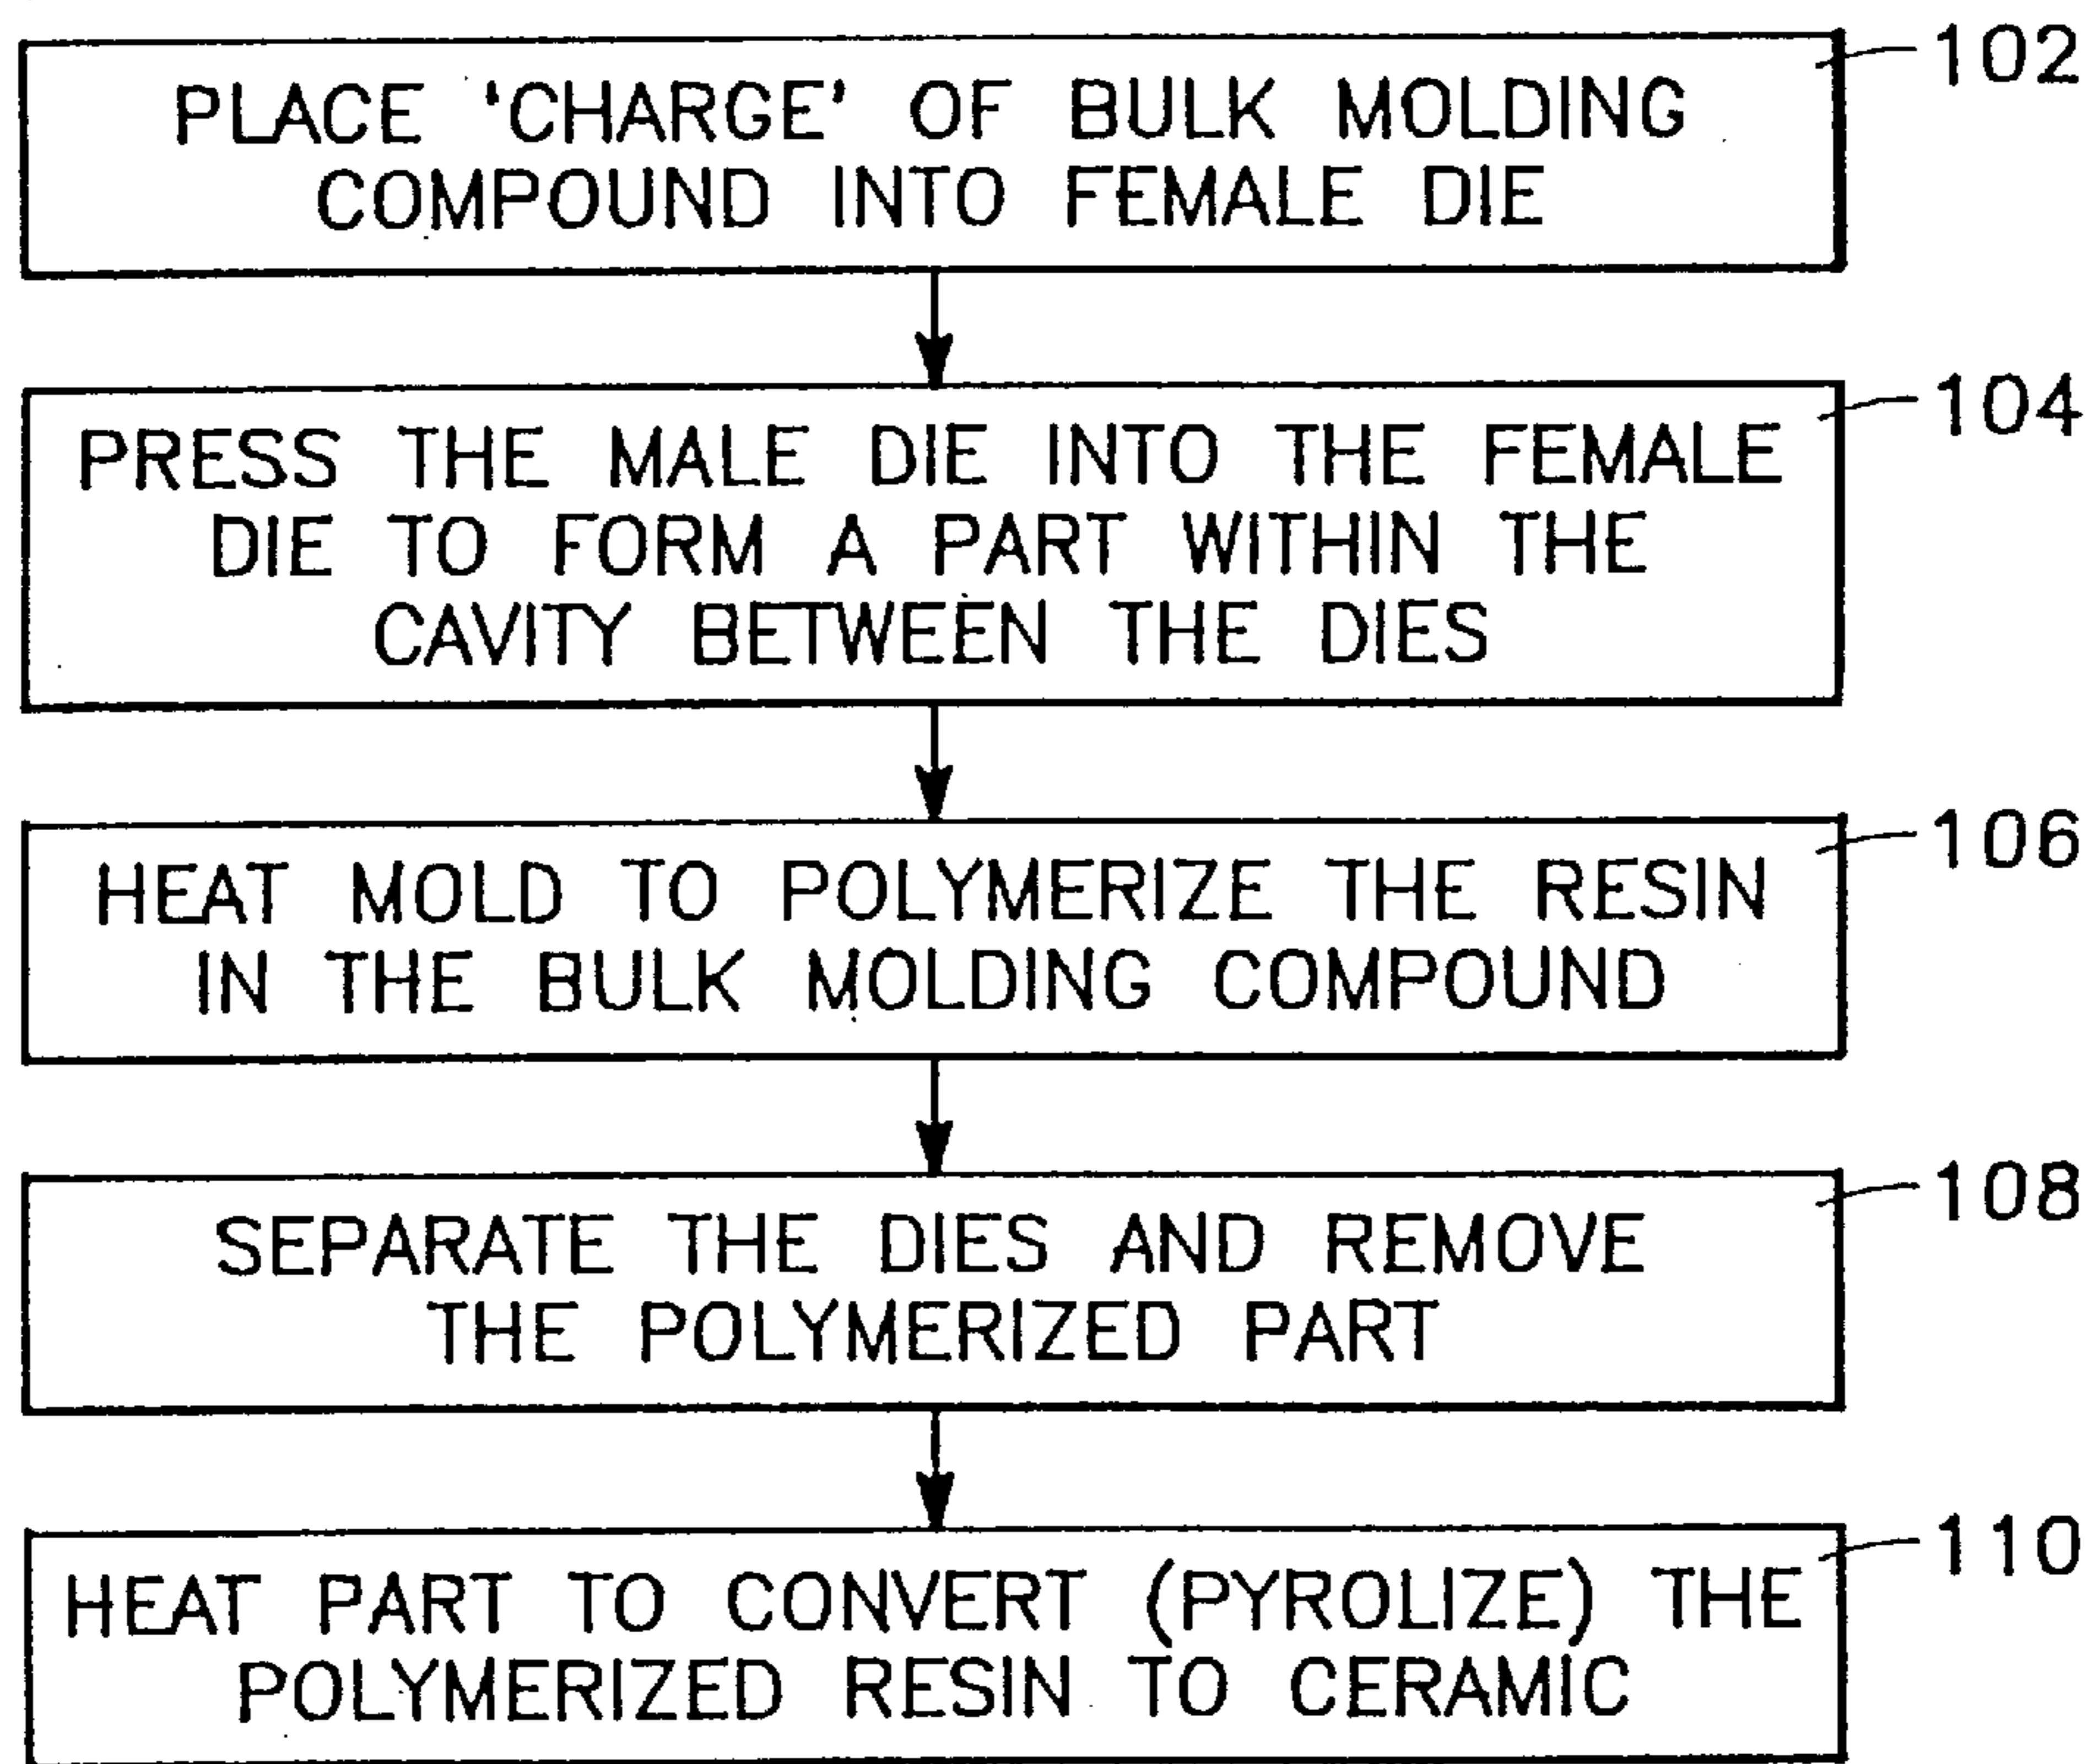 102
PLACE 'CHARGE' OF BULK MOLDING
COMPOUND INTO FEMALE DIE
104
PRESS THE MALE DIE INTO THE FEMALE
DIE TO FORM A PART WITHIN THE
CAVITY BETWEEN THE DIES
106
HEAT MOLD TO POLYMERIZE THE RESIN
IN THE BULK MOLDING COMPOUND
108
SEPARATE THE DIES AND REMOVE
THE POLYMERIZED PART
110
HEAT PART TO CONVERT (PYROLIZE) THE
POLYMERIZED RESIN TO CERAMIC